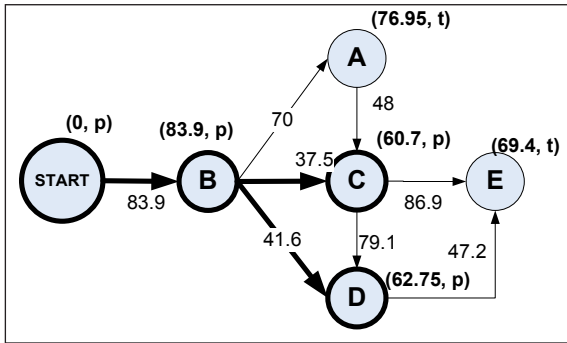 (76.95, t)
A
(0, p)
(83.9, p)
70
48
(60.7, p)
(69.4, t)
START
B
37.5
C
E
83.9
86.9
41.6
79.1
47.2
D
(62.75, p)